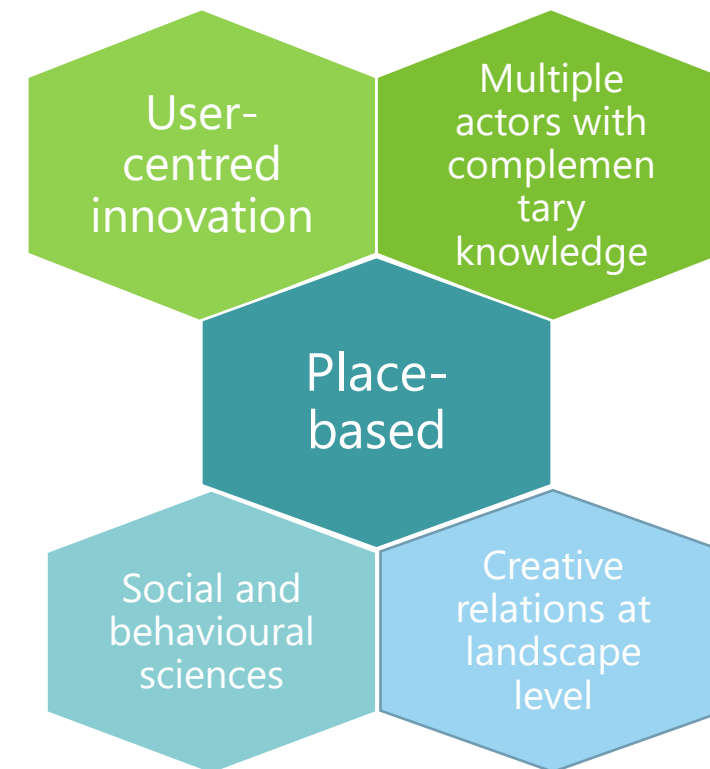 User-
centred
innovation
Multiple
actors with
complemen
tary
knowledge
Place-
based
Social and
behavioural
sciences
Creative
relations at
landscape
level